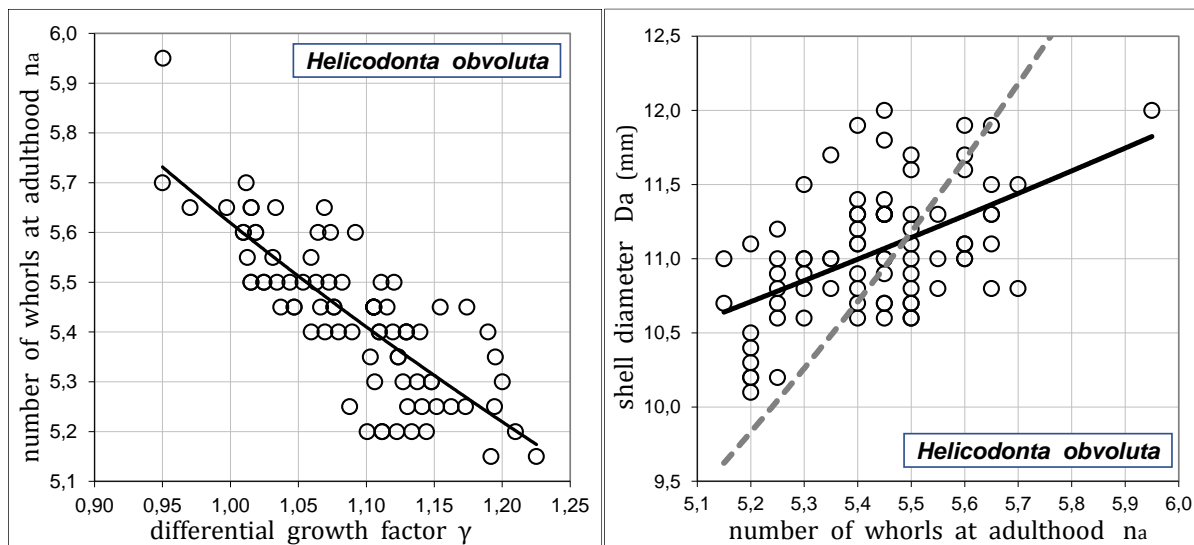 Helicodonta obvoluta
number of whorls at adulthood na
6,0
5,9
5,8
5,7
5,6
5,5
5,4
5,3
5,2
5,1
0,90 0,95 1,00 1,05 1,10 1,15 1,20 1,25
differential growth factor γ
Helicodonta obvoluta
shell diameter Da (mm)
12,5
12,0
11,5
11,0
10,5
10,0
9,5
5,1 5,2 5,3 5,4 5,5 5,6 5,7 5,8 5,9 6,0
number of whorls at adulthood na